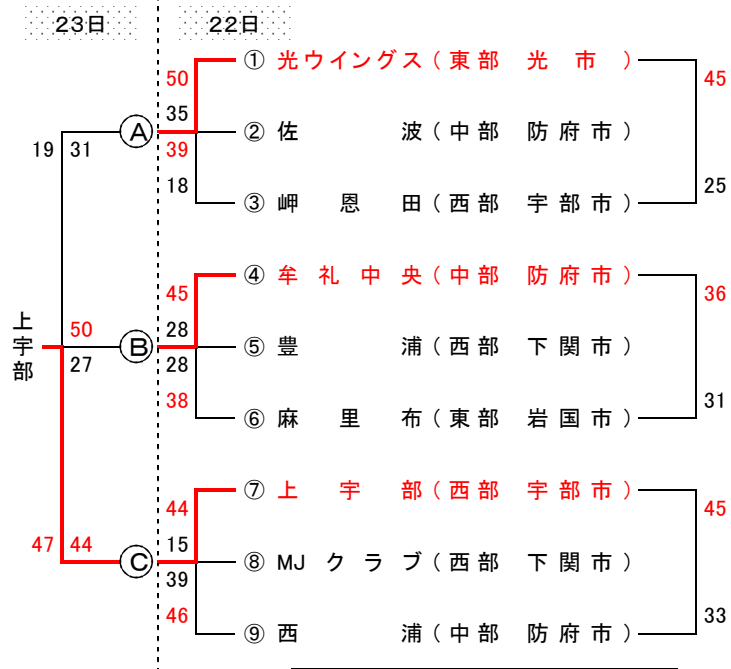 23日 22日
50 ① 光ウイングス(東部 光市) 45
35
19 31 Ⓐ ② 佐波(中部 防府市)
39
18 25
③ 岬恩田(西部 宇部市)
④ 牟礼中央(中部 防府市)
45 36
上宇部 50 28
Ⓑ ⑤ 豊浦(西部 下関市)
27 28
38 31
⑥ 麻里布(東部 岩国市)
⑦ 上宇部(西部 宇部市)
44 45
47 44 15
Ⓒ ⑧ MJクラブ(西部 下関市)
39
46 33
⑨ 西浦(中部 防府市)